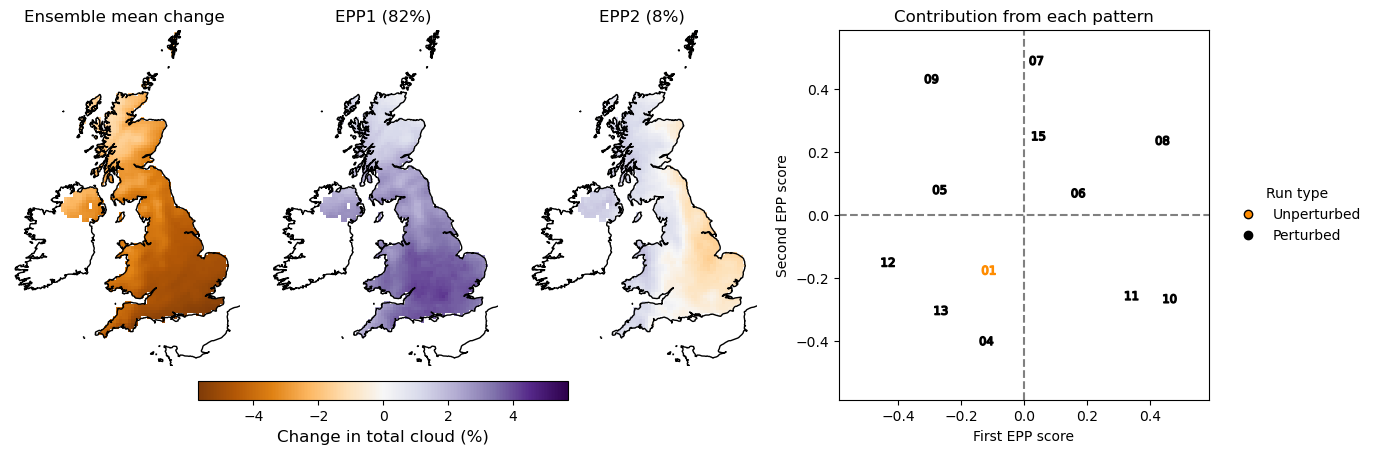 Ensemble mean change
EPP1 (82%)
EPP2 (8%)
−4 −2 0 2 4
Change in total cloud (%)
Contribution from each pattern
Second EPP score
0.4
0.2
0.0
−0.2
−0.4
07
09
15
08
05
06
12
01
11
10
13
04
−0.4 −0.2 0.0 0.2 0.4
First EPP score
Run type
Unperturbed
Perturbed